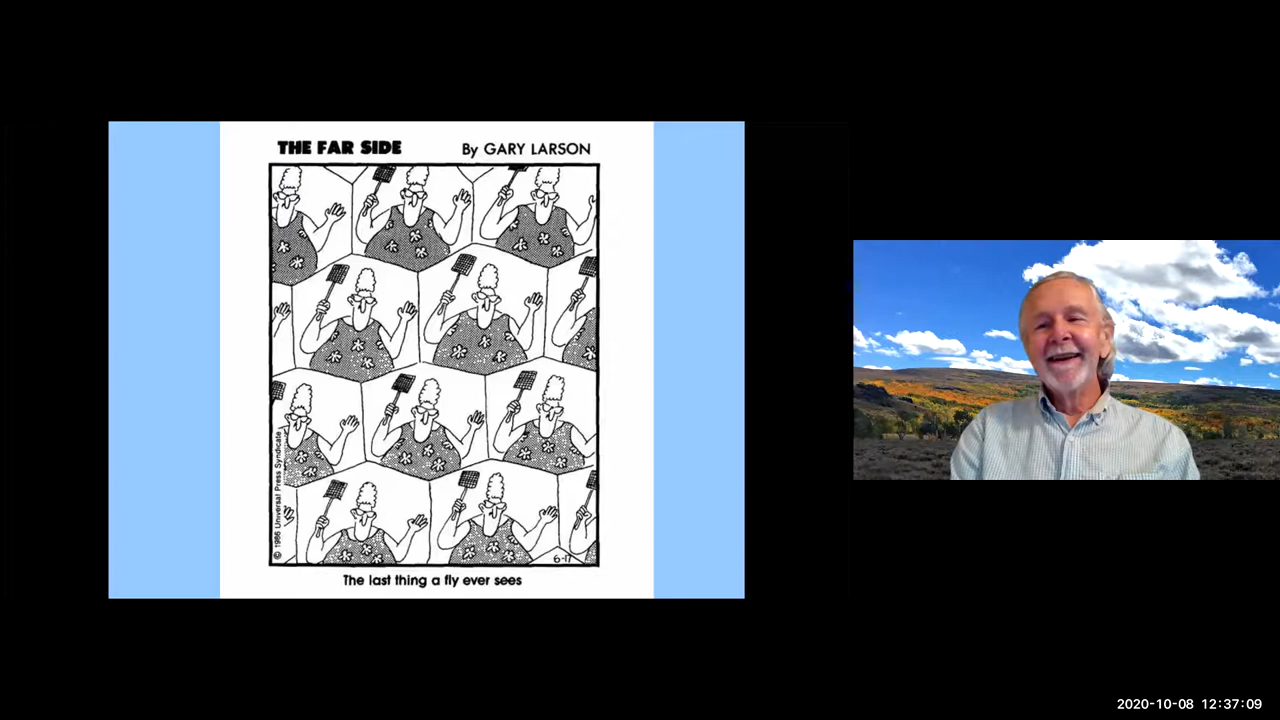 THE FAR SIDE By GARY LARSON
© 1986 Universal Press Syndicate
6-17
The last thing a fly ever sees
2020-10-08 12:37:09